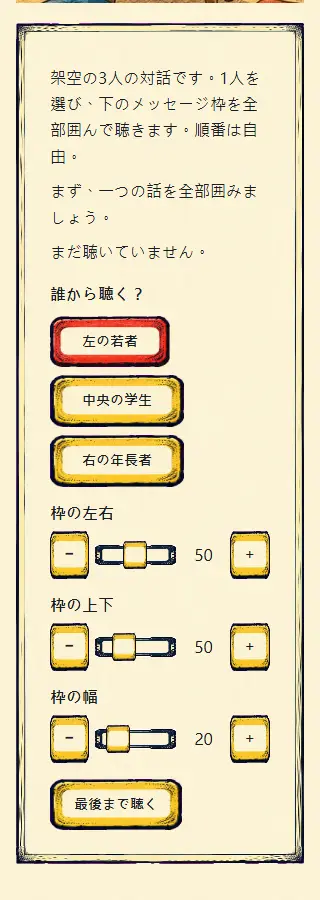 架空の3人の対話です。1人を
選び、下のメッセージ枠を全
部囲んで聴きます。順番は自
由。
まず、一つの話を全部囲みま
しょう。
まだ聴いていません。
誰から聴く？
左の若者
中央の学生
右の年長者
枠の左右
− 50 +
枠の上下
− 50 +
枠の幅
− 20 +
最後まで聴く